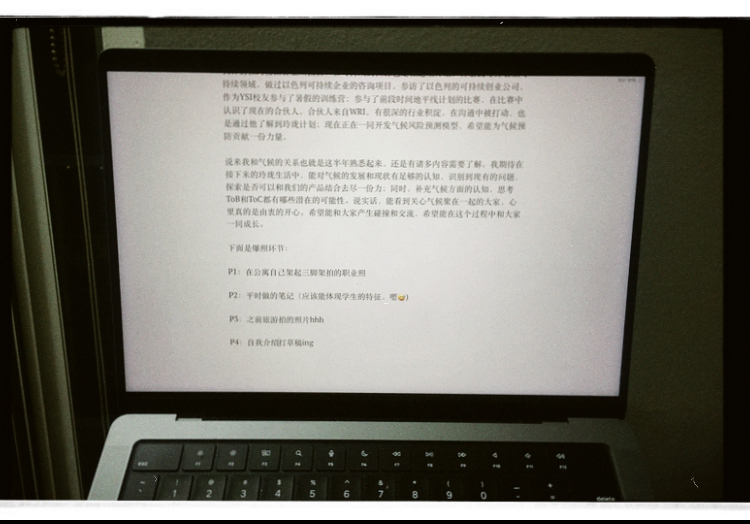 持续领域，做过以色列可持续企业的咨询项目，参访了以色列的可持续创业公司，
作为YSI校友参与了暑假的训练营；参与了前段时间地平线计划的比赛，在比赛中
认识了现在的合伙人，合伙人来自WRI，有很深的行业积淀，在沟通中被打动，也
是通过他了解到玲珑计划；现在正在一同开发气候风险预测模型，希望能为气候预
防贡献一份力量。
说来我和气候的关系也就是这半年熟悉起来，还是有诸多内容需要了解，我期待在
接下来的玲珑生活中，能对气候的发展和现状有足够的认知，识别到现有的问题，
探索是否可以和我们的产品结合去尽一份力；同时，补充气候方面的认知，思考
ToB和ToC都有哪些潜在的可能性。说实话，能看到关心气候聚在一起的大家，心
里真的是由衷的开心，希望能和大家产生碰撞和交流，希望能在这个过程中和大家
一同成长。
下面是爆照环节：
P1：在公寓自己架起三脚架拍的职业照
P2：平时做的笔记（应该能体现学生的特征，嘿😅）
P3：之前旅游拍的照片hhh
P4：自我介绍打草稿ing
esc F1 F2 F3 F4 F5 F6 F7 F8 F9 F10 F11 F12
~ ! @ # $ % ^ & * ( ) _ +
1 2 3 4 5 6 7 8 9 0 - = delete